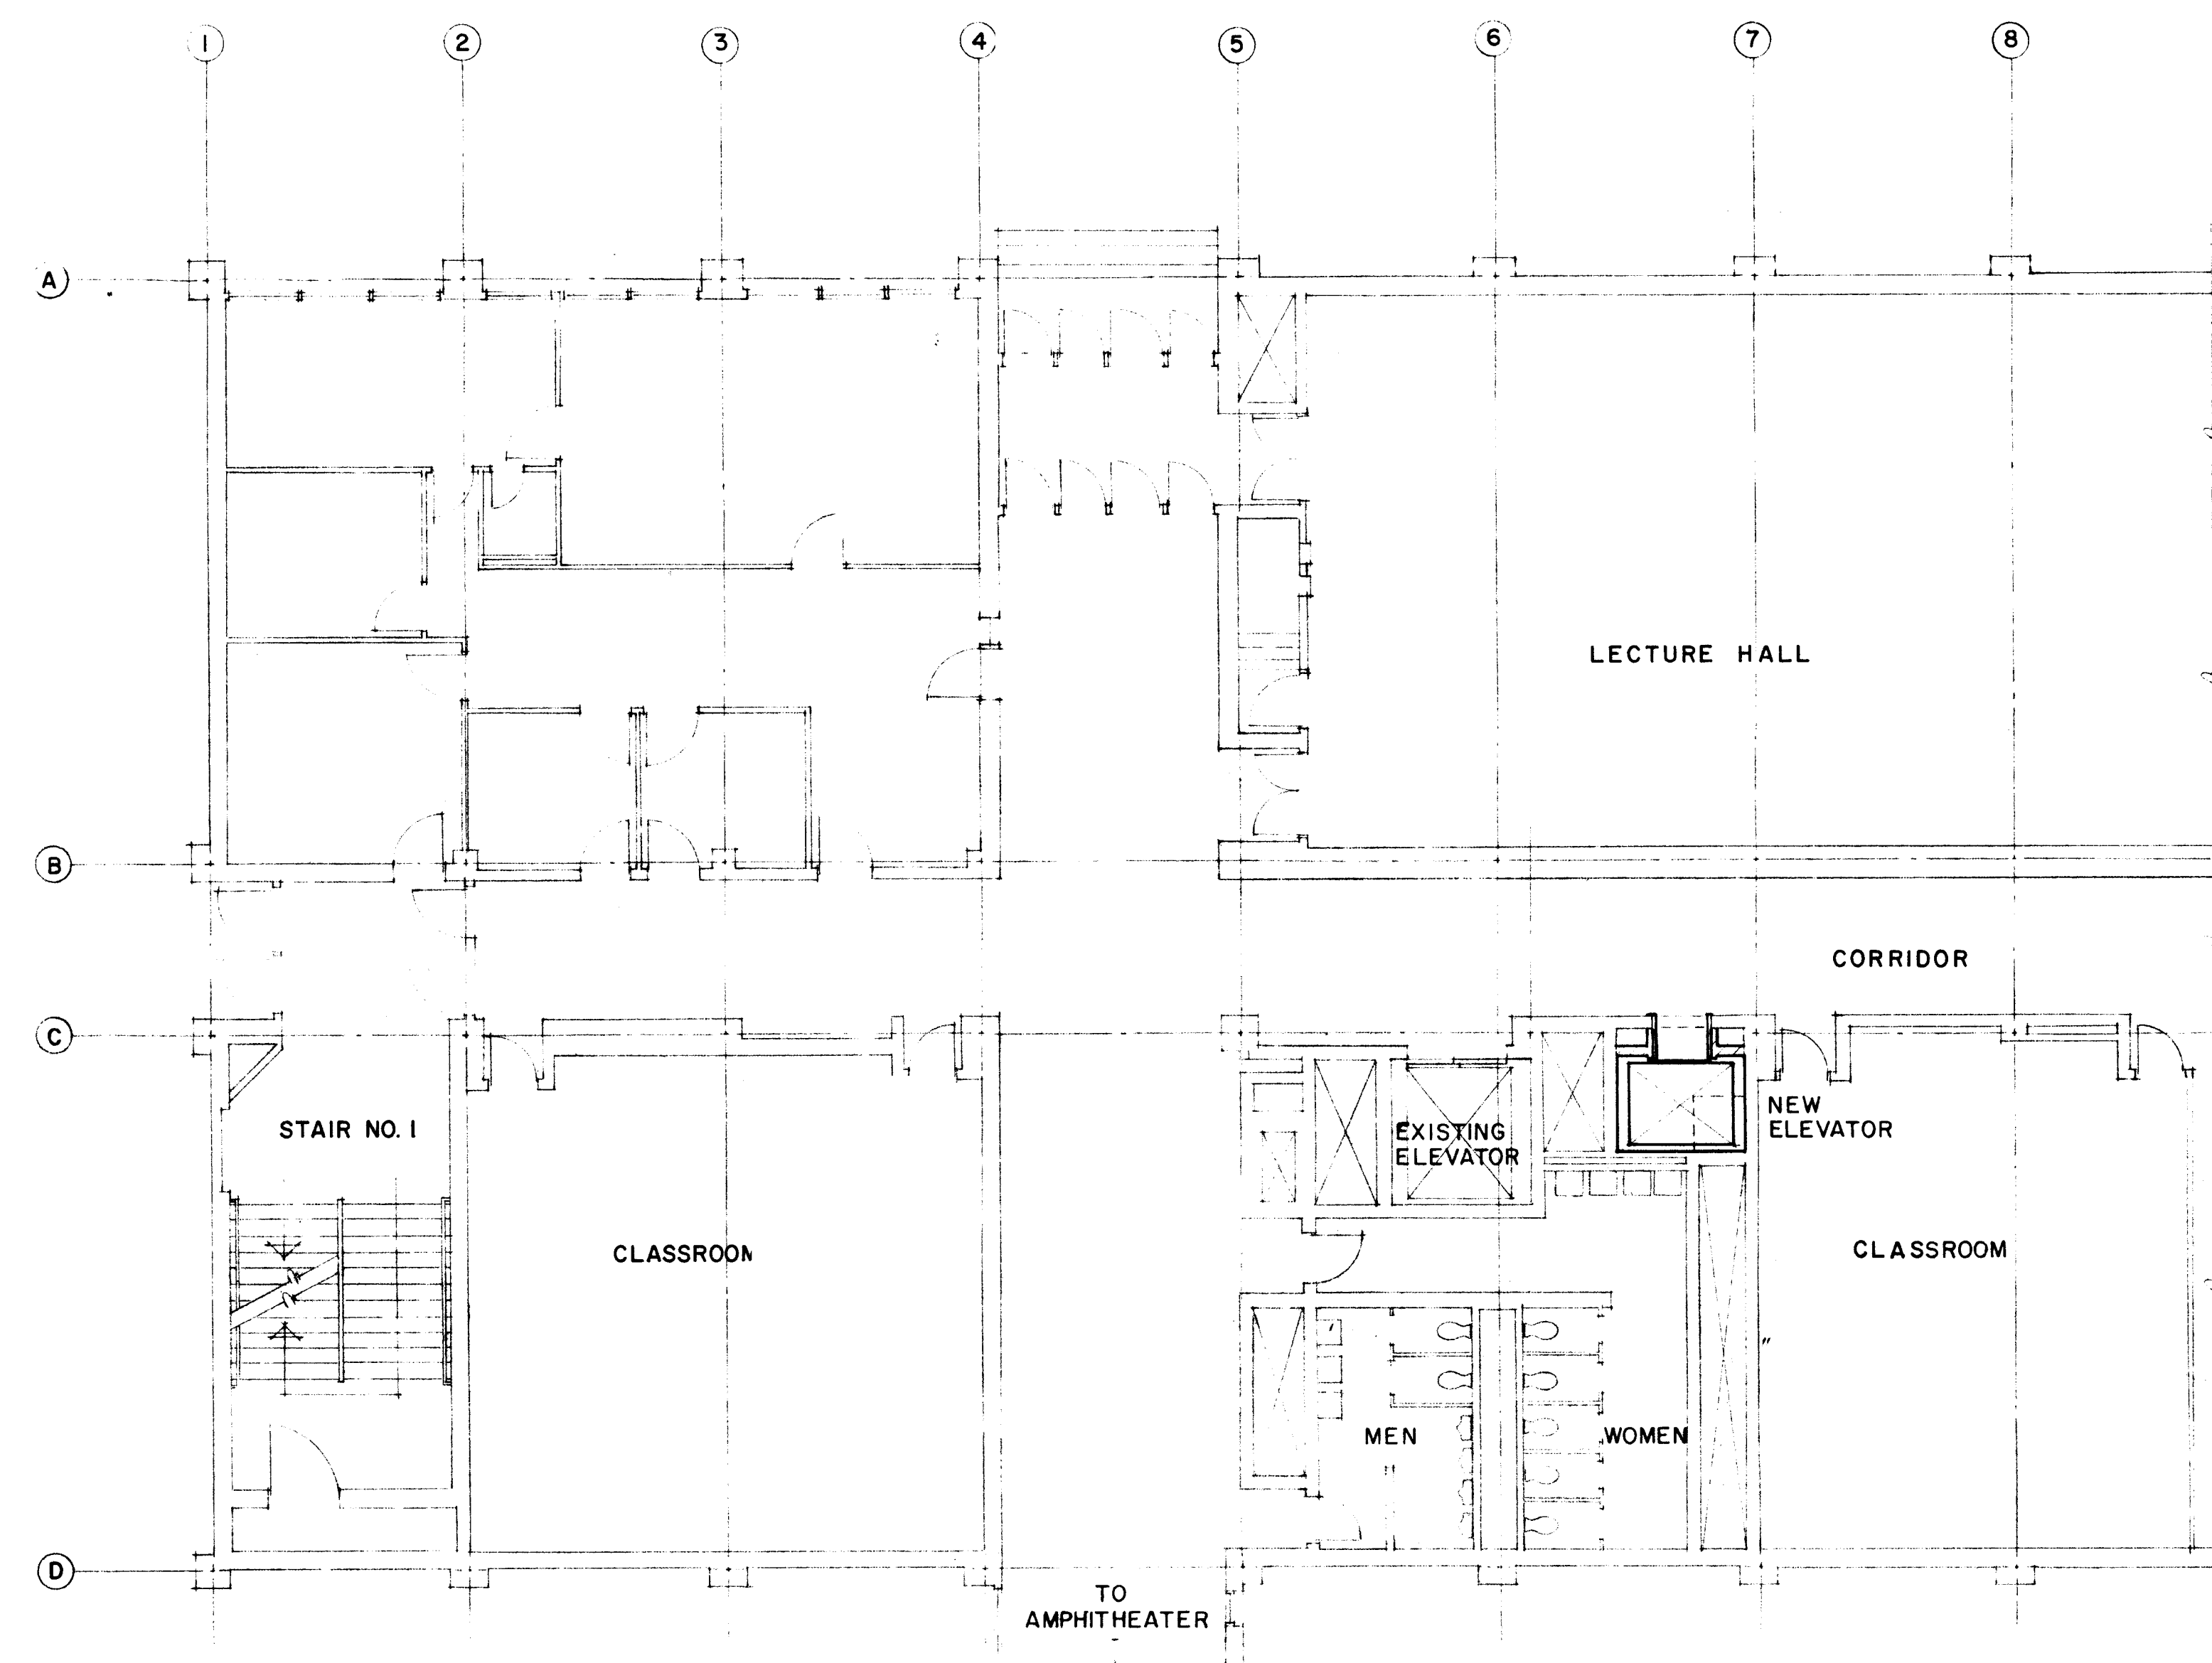 1 2 3 4 5 6 7 8
A
LECTURE HALL
B
CORRIDOR
C
NEW
ELEVATOR
STAIR NO. 1
EXISTING
ELEVATOR
CLASSROOM
CLASSROOM
MEN
WOMEN
D
TO
AMPHITHEATER